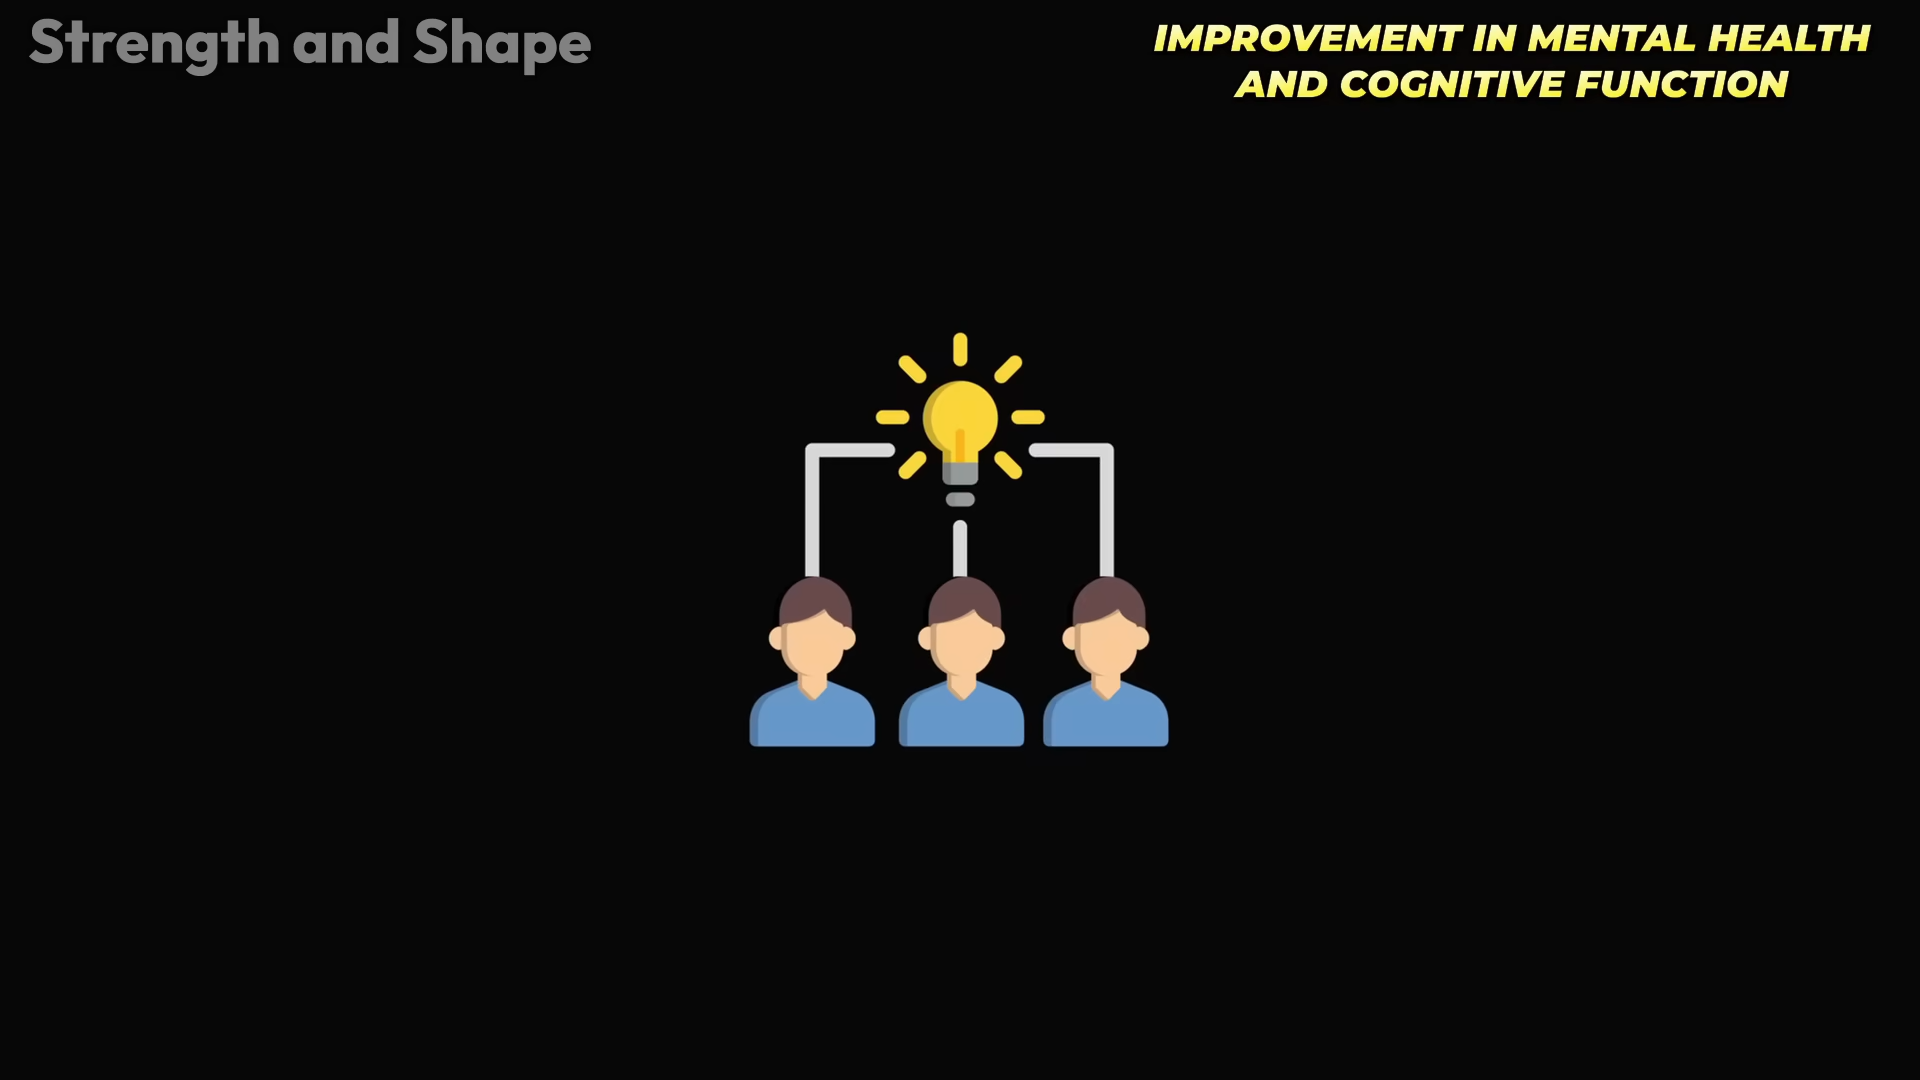 Strength and Shape
IMPROVEMENT IN MENTAL HEALTH
AND COGNITIVE FUNCTION